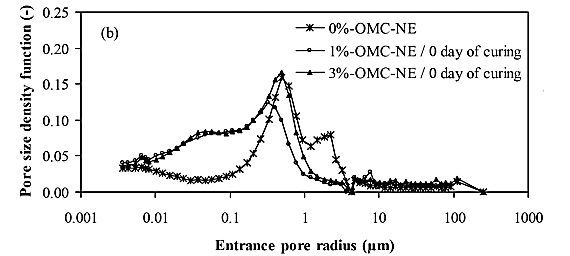 0.25
0.20
0.15
0.10
0.05
0.00
Pore size density function (-)
(b)
0%-OMC-NE
1%-OMC-NE / 0 day of curing
3%-OMC-NE / 0 day of curing
0.001 0.01 0.1 1 10 100 1000
Entrance pore radius (µm)